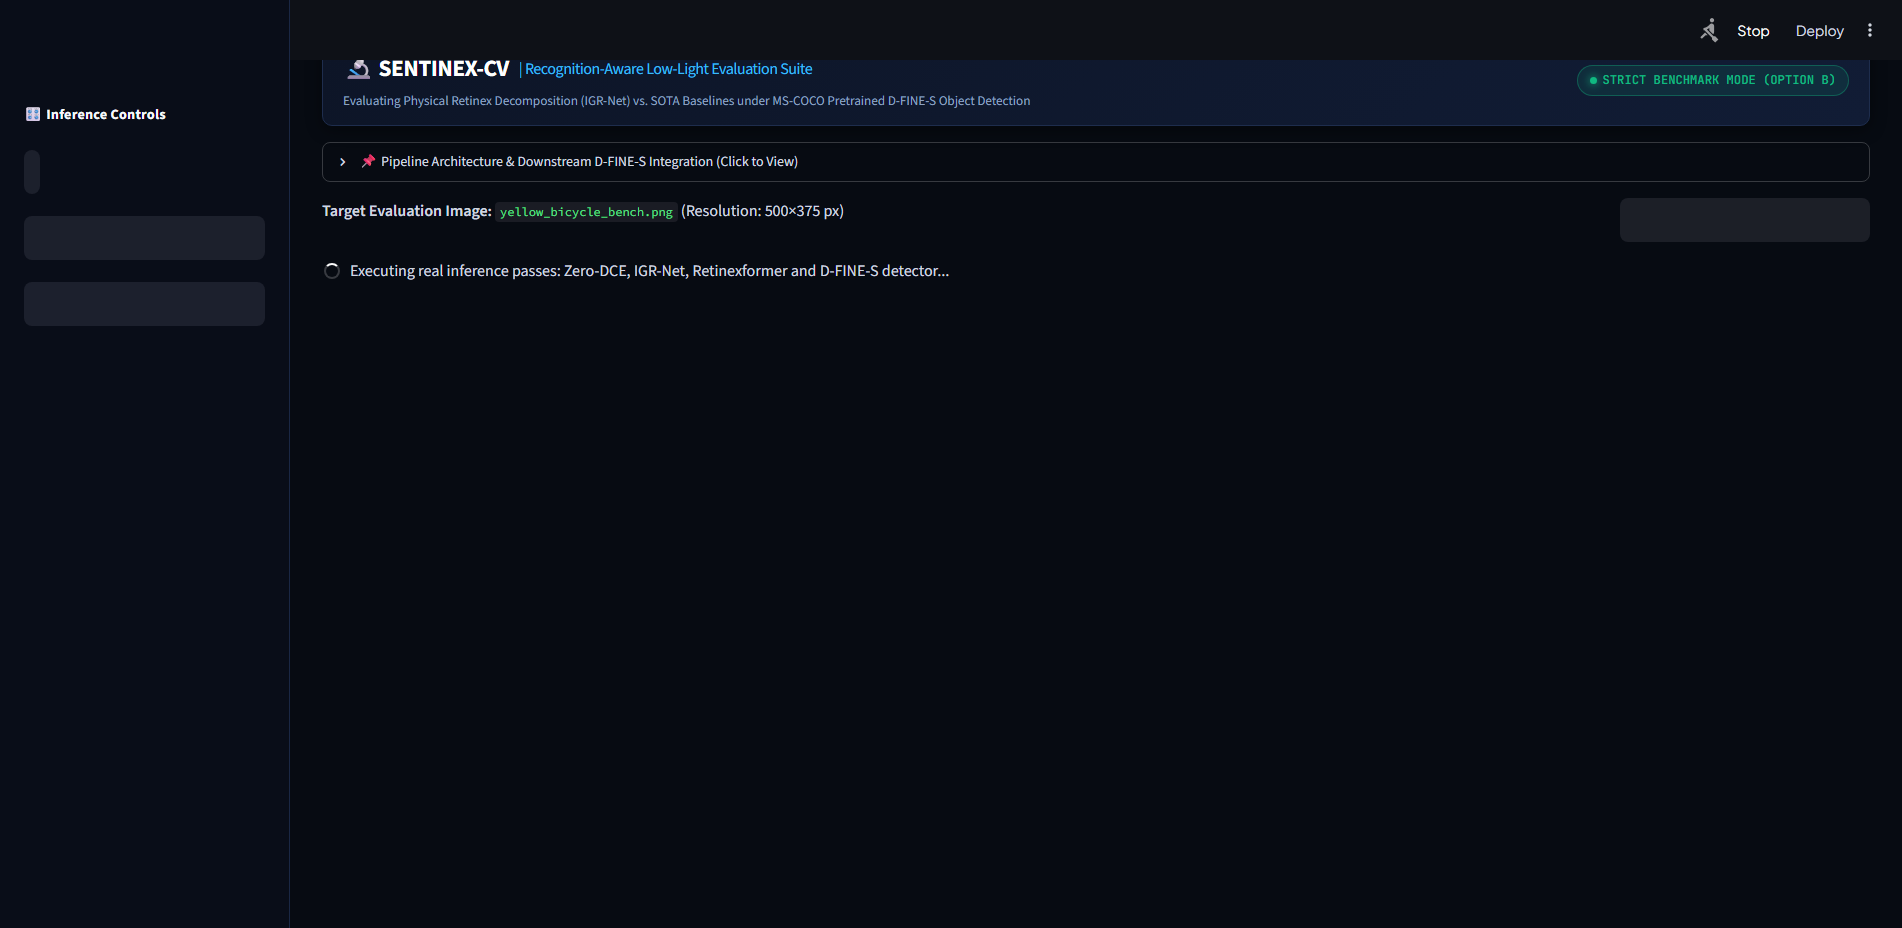 Stop
Deploy
Inference Controls
SENTINEX-CV | Recognition-Aware Low-Light Evaluation Suite
STRICT BENCHMARK MODE (OPTION B)
Evaluating Physical Retinex Decomposition (IGR-Net) vs. SOTA Baselines under MS-COCO Pretrained D-FINE-S Object Detection
Pipeline Architecture & Downstream D-FINE-S Integration (Click to View)
Target Evaluation Image: yellow_bicycle_bench.png (Resolution: 500×375 px)
Executing real inference passes: Zero-DCE, IGR-Net, Retinexformer and D-FINE-S detector...